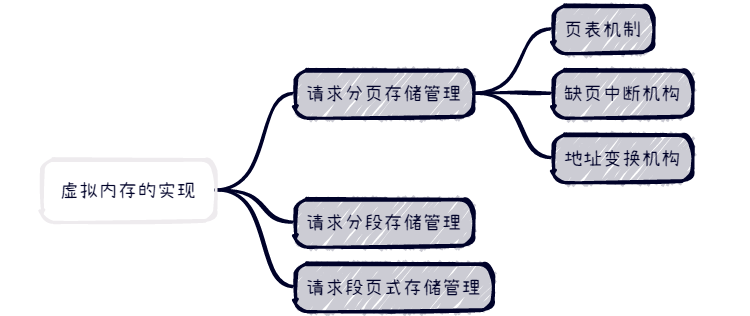 虚拟内存的实现
请求分页存储管理
页表机制
缺页中断机构
地址变换机构
请求分段存储管理
请求段页式存储管理